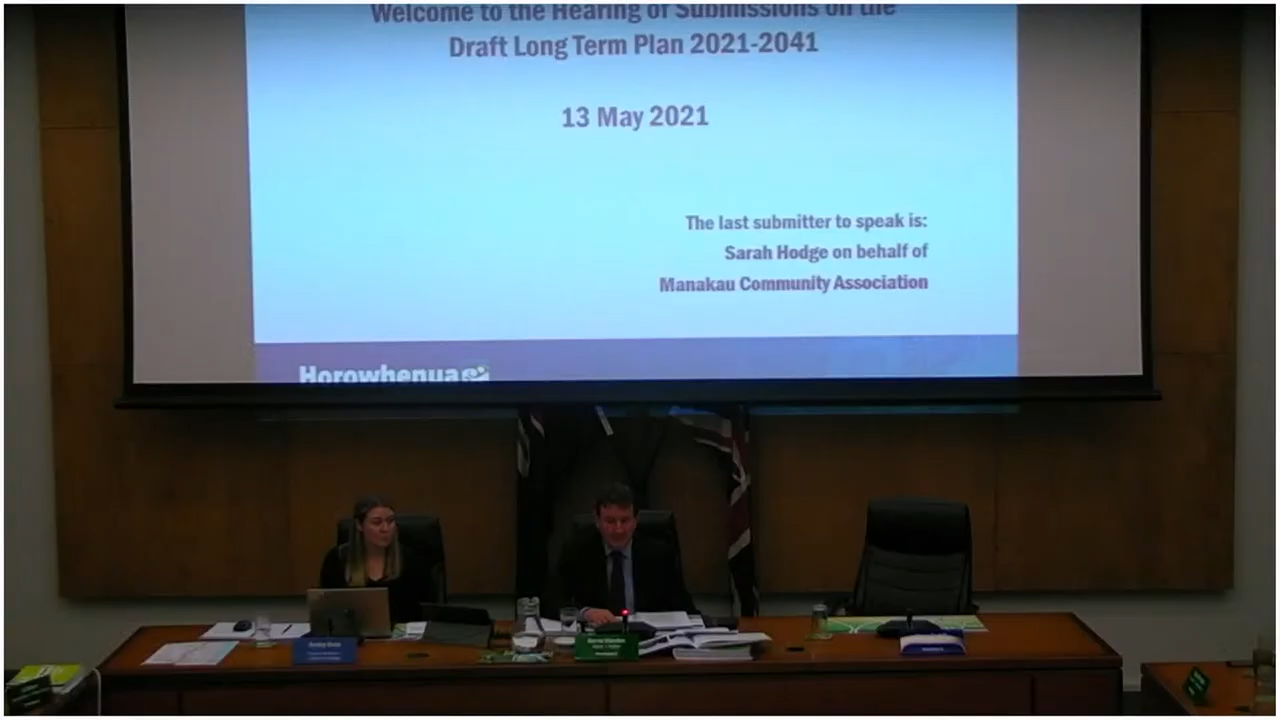 Welcome to the Hearing of Submissions on the
Draft Long Term Plan 2021-2041
13 May 2021
The last submitter to speak is:
Sarah Hodge on behalf of
Manakau Community Association
Horowhenua